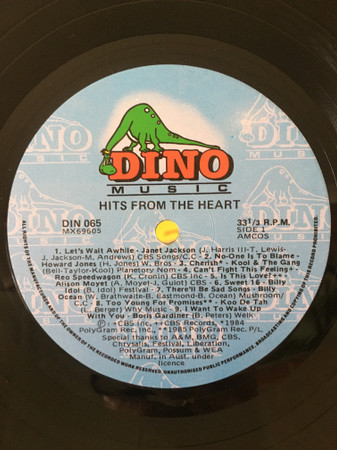 DINO
MUSIC
HITS FROM THE HEART
DIN 065
MX69605
33¹/3 R.P.M.
SIDE 1
AMCOS
1. Let's Wait Awhile - Janet Jackson (J. Harris III-T. Lewis-
J. Jackson-M. Andrews) CBS Songs/C.C - 2. No-One Is To Blame -
Howard Jones (H. Jones) W. Bros. - 3. Cherish* - Kool & The Gang
(Bell-Taylor-Kool) Planetary Nom - 4. Can't Fight This Feeling+ -
Reo Speedwagon (K. Cronin) CBS Inc - 5. Is This Love?++ -
Alison Moyet (A. Moyet-J. Guiot) CBS - 6. Sweet 16 - Billy
Idol (B. Idol) Festival - 7. There'll Be Sad Songs - Billy
Ocean (W. Brathwaite-B. Eastmond-B. Ocean) Mushroom/
C.C - 8. Too Young For Promises** - Koo De Tah
(L. Berger) Why Music - 9. I Want To Wake Up
With You - Boris Gardiner (B. Peters) Welk
℗ + CBS Inc. ++CBS Records, *1984
PolyGram Rec. Inc., **1985 PolyGram Rec. P/L.
Special thanks to A&M, BMG, CBS,
Chrysalis, Festival, Liberation,
PolyGram, Possum & WEA
Manuf. in Aust. under
licence